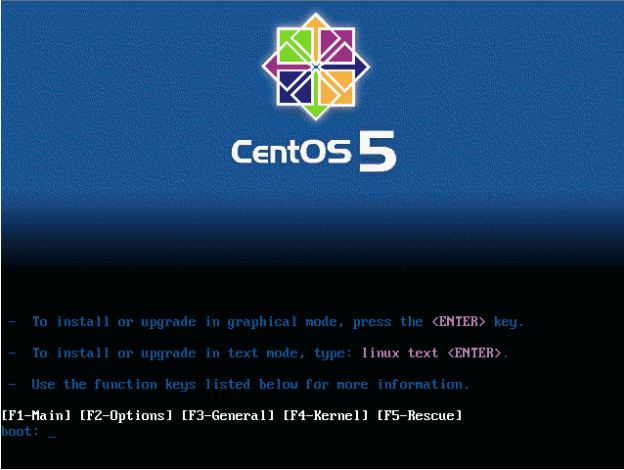 CentOS 5
- To install or upgrade in graphical mode, press the <ENTER> key.
- To install or upgrade in text mode, type: linux text <ENTER>.
- Use the function keys listed below for more information.
[F1-Main] [F2-Options] [F3-General] [F4-Kernel] [F5-Rescue]
boot: _